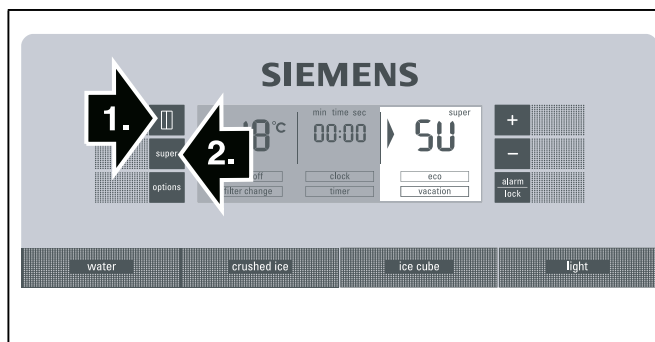 SIEMENS
1.
2.
super
options
18°C
min time sec
00:00
super
SU
off
filter change
clock
timer
eco
vacation
+
−
alarm
lock
water
crushed ice
ice cube
light